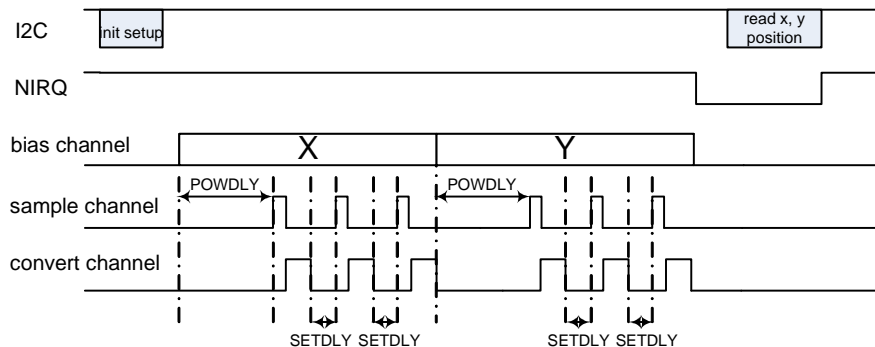 I2C
init setup
read x, y
position
NIRQ
bias channel
X
Y
POWDLY
POWDLY
sample channel
convert channel
SETDLY
SETDLY
SETDLY
SETDLY